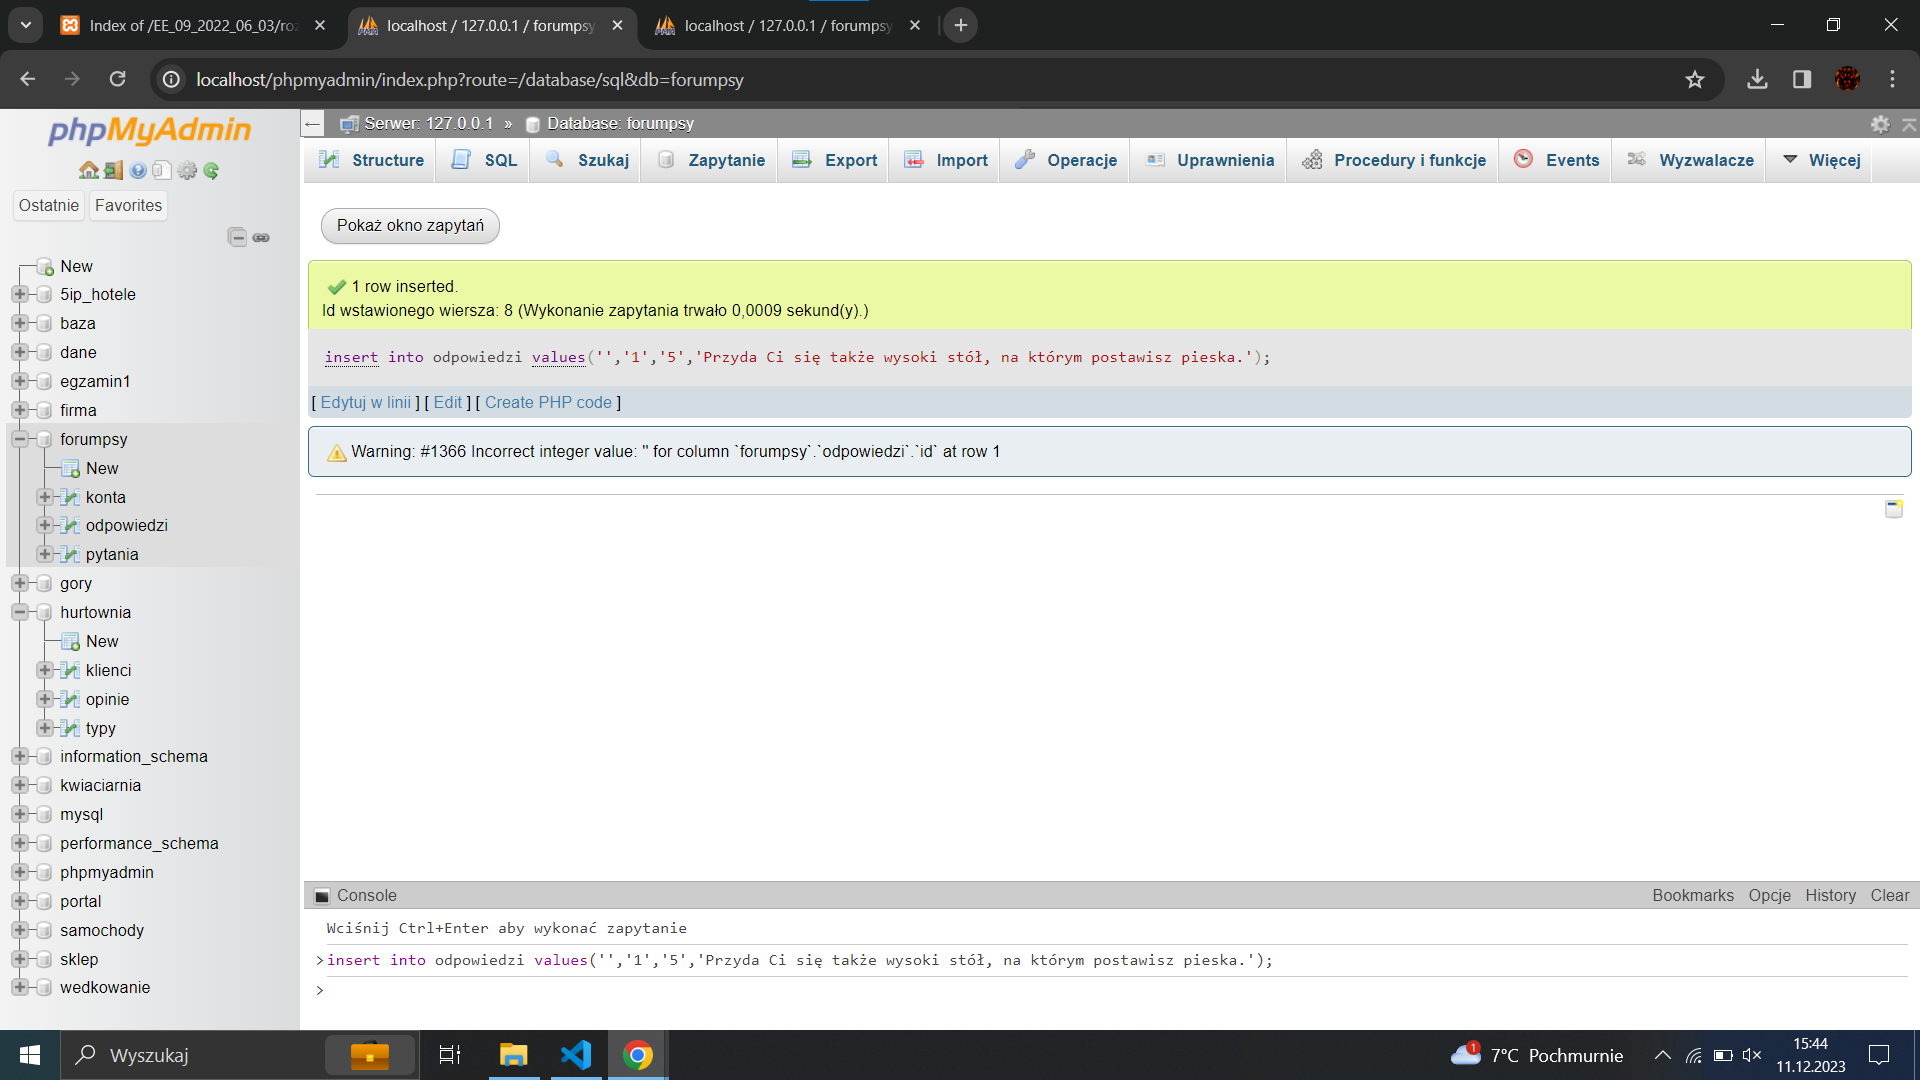 Index of /EE_09_2022_06_03/roz
localhost / 127.0.0.1 / forumpsy
localhost / 127.0.0.1 / forumpsy
localhost/phpmyadmin/index.php?route=/database/sql&db=forumpsy
phpMyAdmin
Ostatnie
Favorites
New
5ip_hotele
baza
dane
egzamin1
firma
forumpsy
New
konta
odpowiedzi
pytania
gory
hurtownia
New
klienci
opinie
typy
information_schema
kwiaciarnia
mysql
performance_schema
phpmyadmin
portal
samochody
sklep
wedkowanie
Serwer: 127.0.0.1 » Database: forumpsy
Structure SQL Szukaj Zapytanie Export Import Operacje Uprawnienia Procedury i funkcje Events Wyzwalacze Więcej
Pokaż okno zapytań
1 row inserted.
Id wstawionego wiersza: 8 (Wykonanie zapytania trwało 0,0009 sekund(y).)
insert into odpowiedzi values('','1','5','Przyda Ci się także wysoki stół, na którym postawisz pieska.');
[ Edytuj w linii ] [ Edit ] [ Create PHP code ]
Warning: #1366 Incorrect integer value: '' for column `forumpsy`.`odpowiedzi`.`id` at row 1
Console
Bookmarks Opcje History Clear
Wciśnij Ctrl+Enter aby wykonać zapytanie
>insert into odpowiedzi values('','1','5','Przyda Ci się także wysoki stół, na którym postawisz pieska.');
>
Wyszukaj
1
7°C Pochmurnie
15:44
11.12.2023